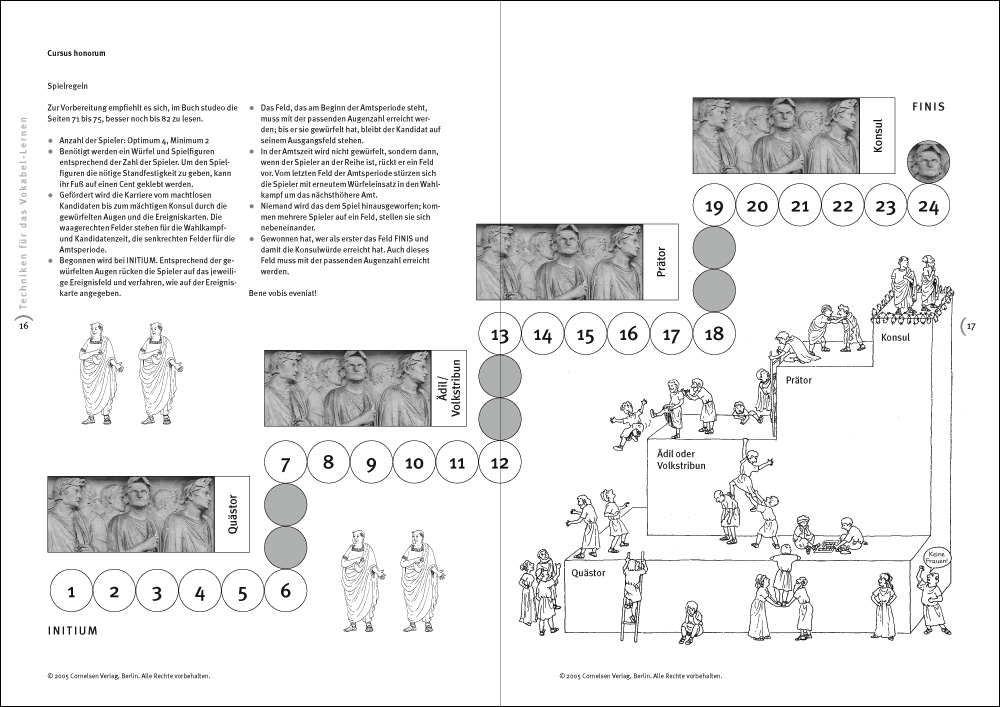 Cursus honorum
Spielregeln
Zur Vorbereitung empfiehlt es sich, im Buch studeo die
Seiten 71 bis 75, besser noch bis 82 zu lesen.
● Anzahl der Spieler: Optimum 4, Minimum 2
● Benötigt werden ein Würfel und Spielfiguren
entsprechend der Zahl der Spieler. Um den Spiel-
figuren die nötige Standfestigkeit zu geben, kann
ihr Fuß auf einen Cent geklebt werden.
● Gefördert wird die Karriere vom machtlosen
Kandidaten bis zum mächtigen Konsul durch die
gewürfelten Augen und die Ereigniskarten. Die
waagerechten Felder stehen für die Wahlkampf-
und Kandidatenzeit, die senkrechten Felder für die
Amtsperiode.
● Begonnen wird bei INITIUM. Entsprechend der ge-
würfelten Augen rücken die Spieler auf das jeweili-
ge Ereignisfeld und verfahren, wie auf der Ereignis-
karte angegeben.
● Das Feld, das am Beginn der Amtsperiode steht,
muss mit der passenden Augenzahl erreicht wer-
den; bis er sie gewürfelt hat, bleibt der Kandidat auf
seinem Ausgangsfeld stehen.
● In der Amtszeit wird nicht gewürfelt, sondern dann,
wenn der Spieler an der Reihe ist, rückt er ein Feld
vor. Vom letzten Feld der Amtsperiode stürzen sich
die Spieler mit erneutem Würfeleinsatz in den Wahl-
kampf um das nächsthöhere Amt.
● Niemand wird das dem Spiel hinausgeworfen; kom-
men mehrere Spieler auf ein Feld, stellen sie sich
nebeneinander.
● Gewonnen hat, wer als erster das Feld FINIS und
damit die Konsulwürde erreicht hat. Auch dieses
Feld muss mit der passenden Augenzahl erreicht
werden.
Bene vobis eveniat!
Techniken für das Vokabel-Lernen
16
Konsul
FINIS
19 20 21 22 23 24
Prätor
13 14 15 16 17 18
Ädil/
Volkstribun
7 8 9 10 11 12
Quästor
1 2 3 4 5 6
INITIUM
Konsul
17
Prätor
Ädil oder
Volkstribun
Quästor
Keine
Frauen!
© 2005 Cornelsen Verlag, Berlin. Alle Rechte vorbehalten.
© 2005 Cornelsen Verlag, Berlin. Alle Rechte vorbehalten.